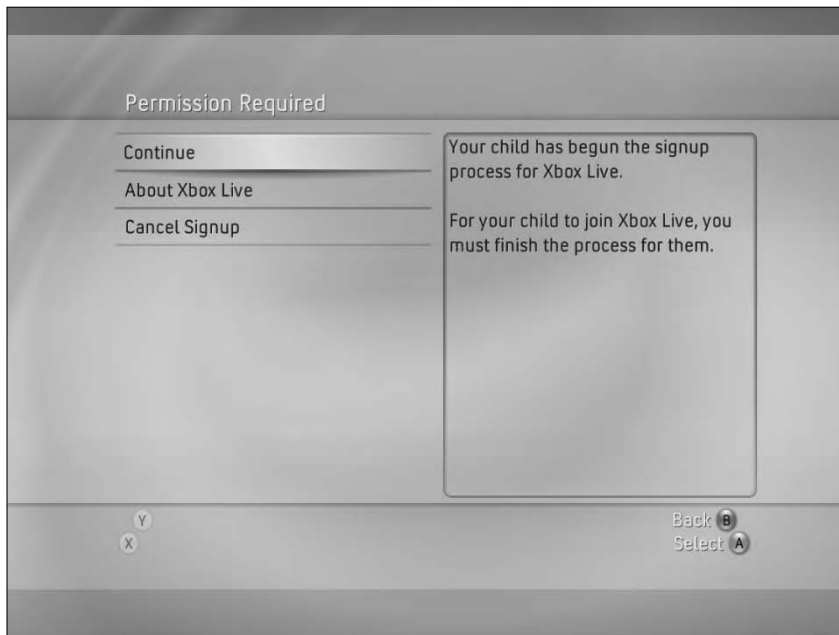 Permission Required
Continue
About Xbox Live
Cancel Signup
Your child has begun the signup
process for Xbox Live.
For your child to join Xbox Live, you
must finish the process for them.
Y
X
Back B
Select A